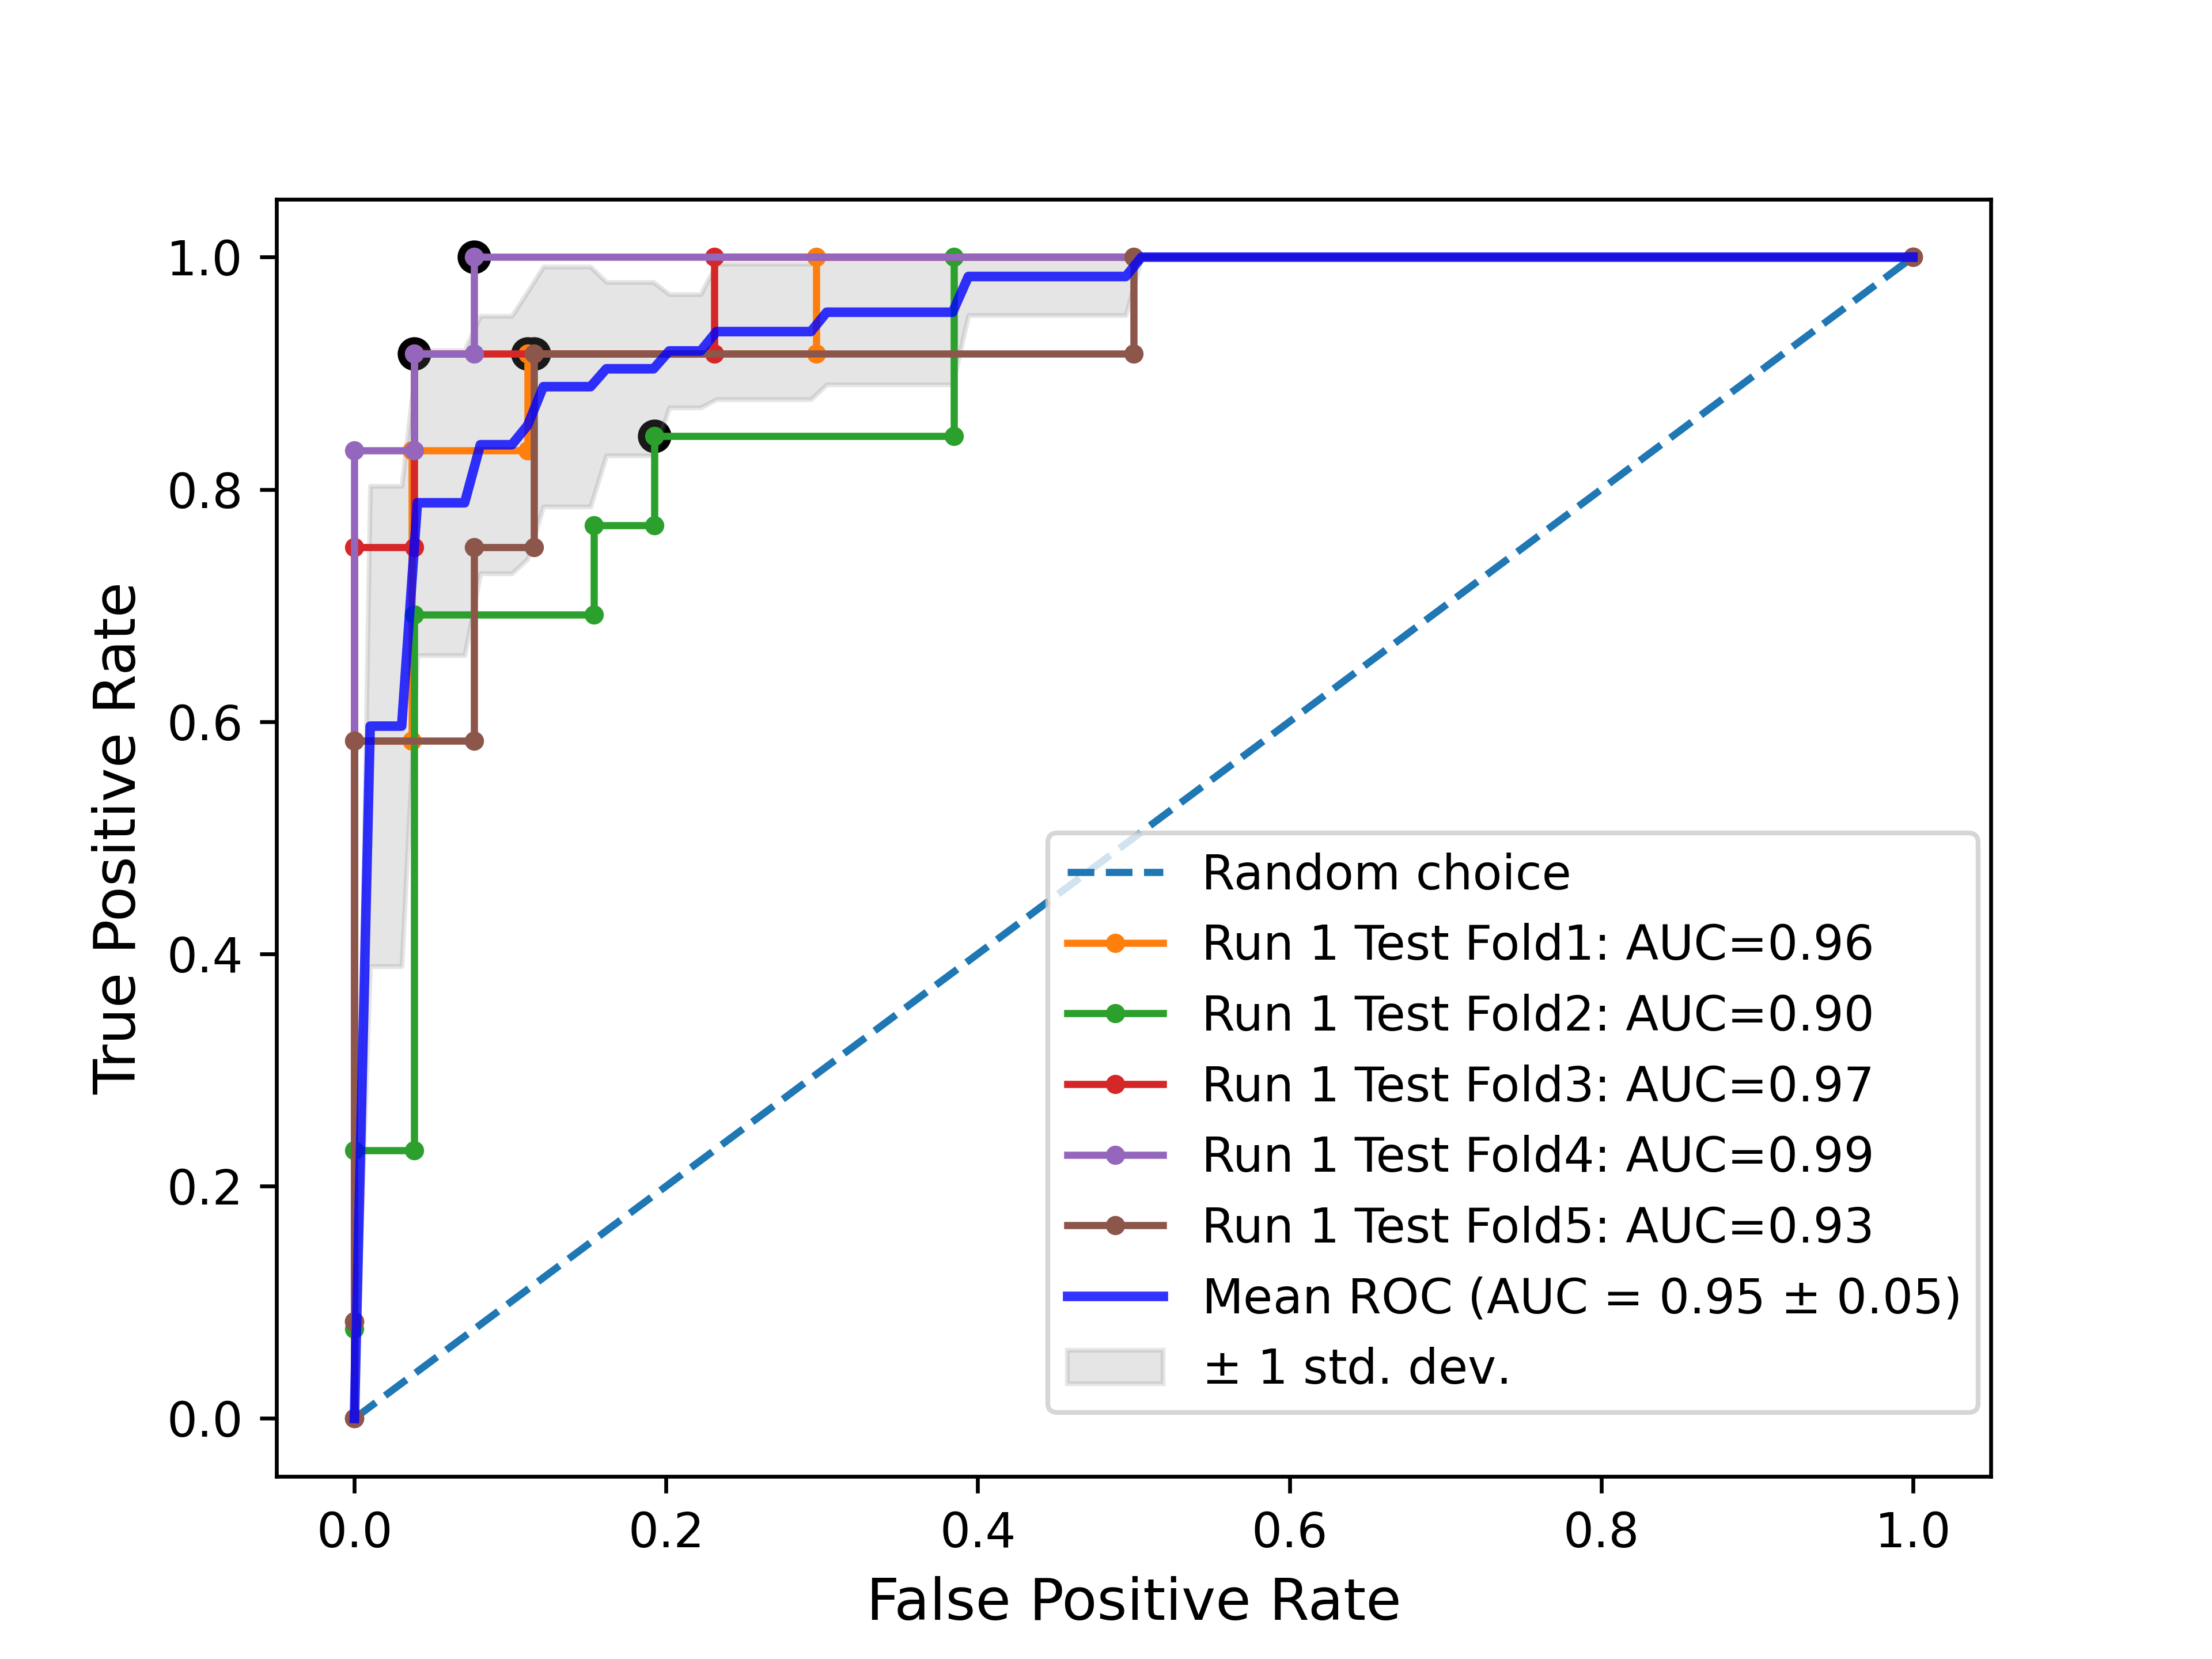 1.0
0.8
0.6
0.4
0.2
0.0
True Positive Rate
Random choice
Run 1 Test Fold1: AUC=0.96
Run 1 Test Fold2: AUC=0.90
Run 1 Test Fold3: AUC=0.97
Run 1 Test Fold4: AUC=0.99
Run 1 Test Fold5: AUC=0.93
Mean ROC (AUC = 0.95 ± 0.05)
± 1 std. dev.
0.0 0.2 0.4 0.6 0.8 1.0
False Positive Rate